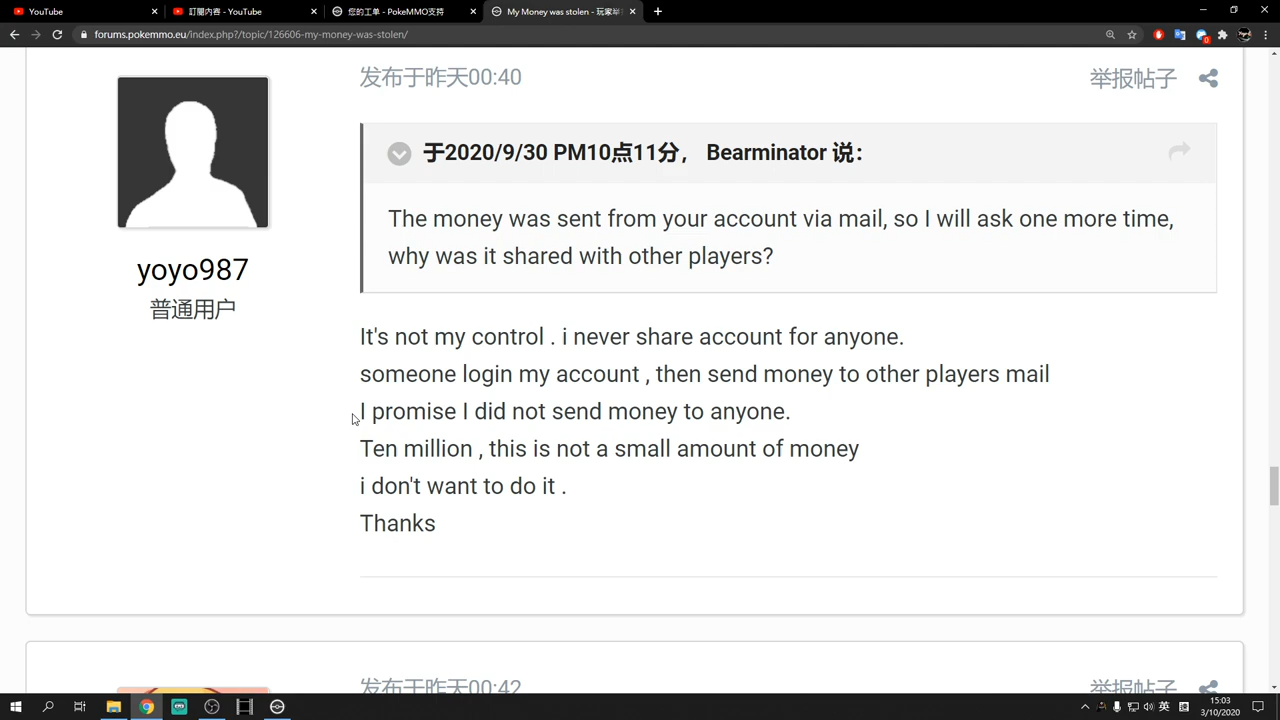 YouTube
訂閱內容 - YouTube
您的工单 - PokeMMO支持
My Money was stolen - 玩家举
forums.pokemmo.eu/index.php?/topic/126606-my-money-was-stolen/
发布于昨天00:40
举报帖子
于2020/9/30 PM10点11分， Bearminator 说：
The money was sent from your account via mail, so I will ask one more time,
why was it shared with other players?
yoyo987
普通用户
It's not my control . i never share account for anyone.
someone login my account , then send money to other players mail
I promise I did not send money to anyone.
Ten million , this is not a small amount of money
i don't want to do it .
Thanks
发布于昨天00:42
举报帖子
英
15:03
3/10/2020